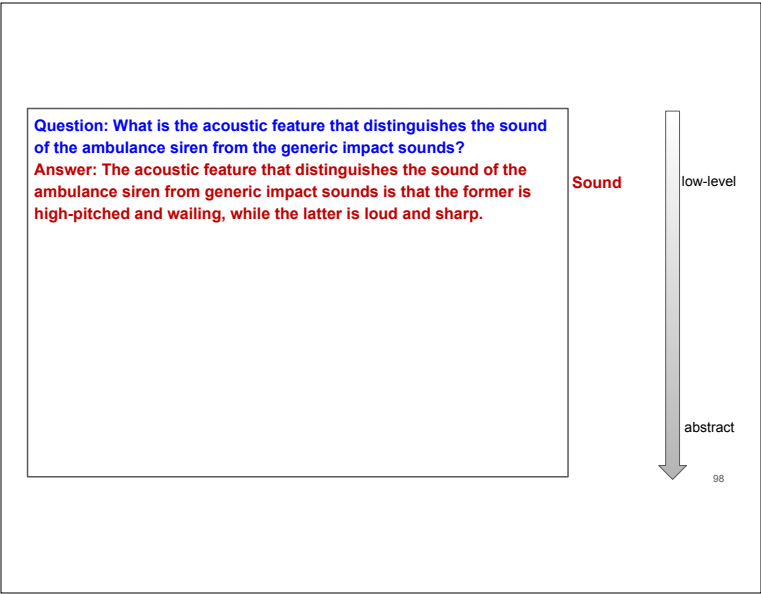 Question: What is the acoustic feature that distinguishes the sound
of the ambulance siren from the generic impact sounds?
Answer: The acoustic feature that distinguishes the sound of the
ambulance siren from generic impact sounds is that the former is
high-pitched and wailing, while the latter is loud and sharp.
Sound
low-level
abstract
98